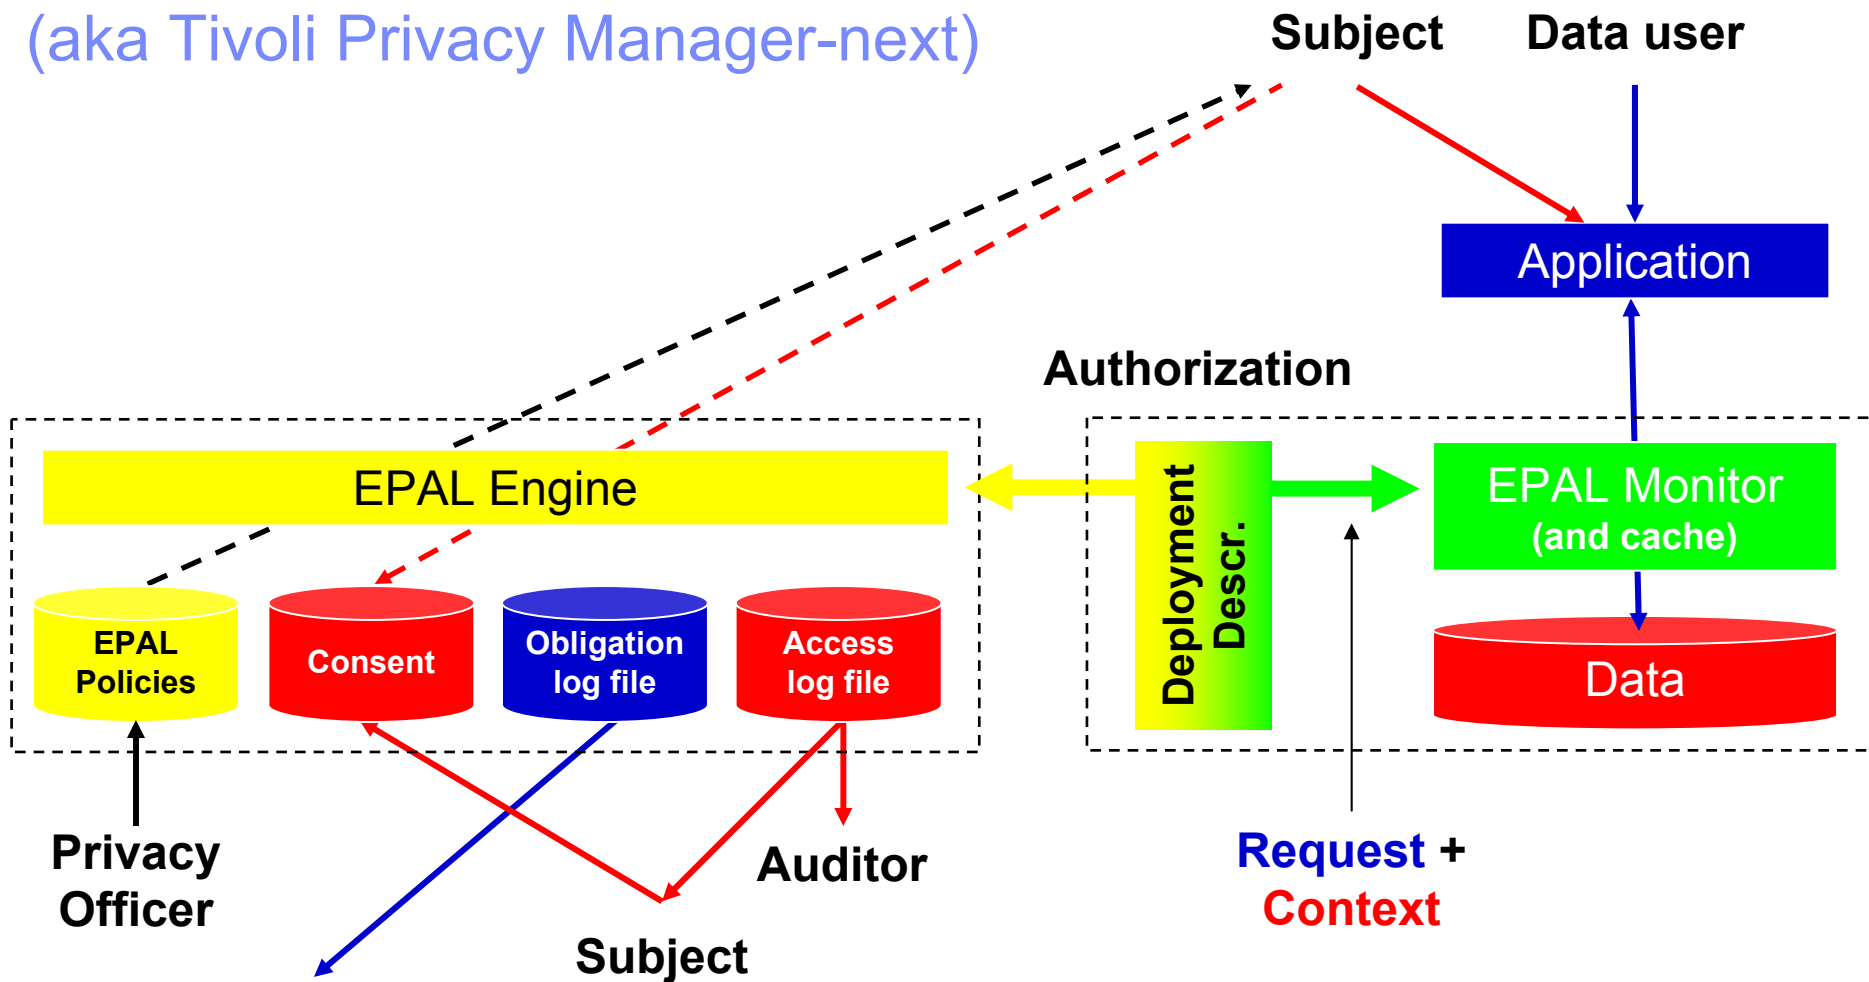 (aka Tivoli Privacy Manager-next)
Subject
Data user
Application
Authorization
EPAL Engine
Deployment
Descr.
EPAL Monitor
(and cache)
EPAL
Policies
Consent
Obligation
log file
Access
log file
Data
Privacy
Officer
Auditor
Subject
Request +
Context